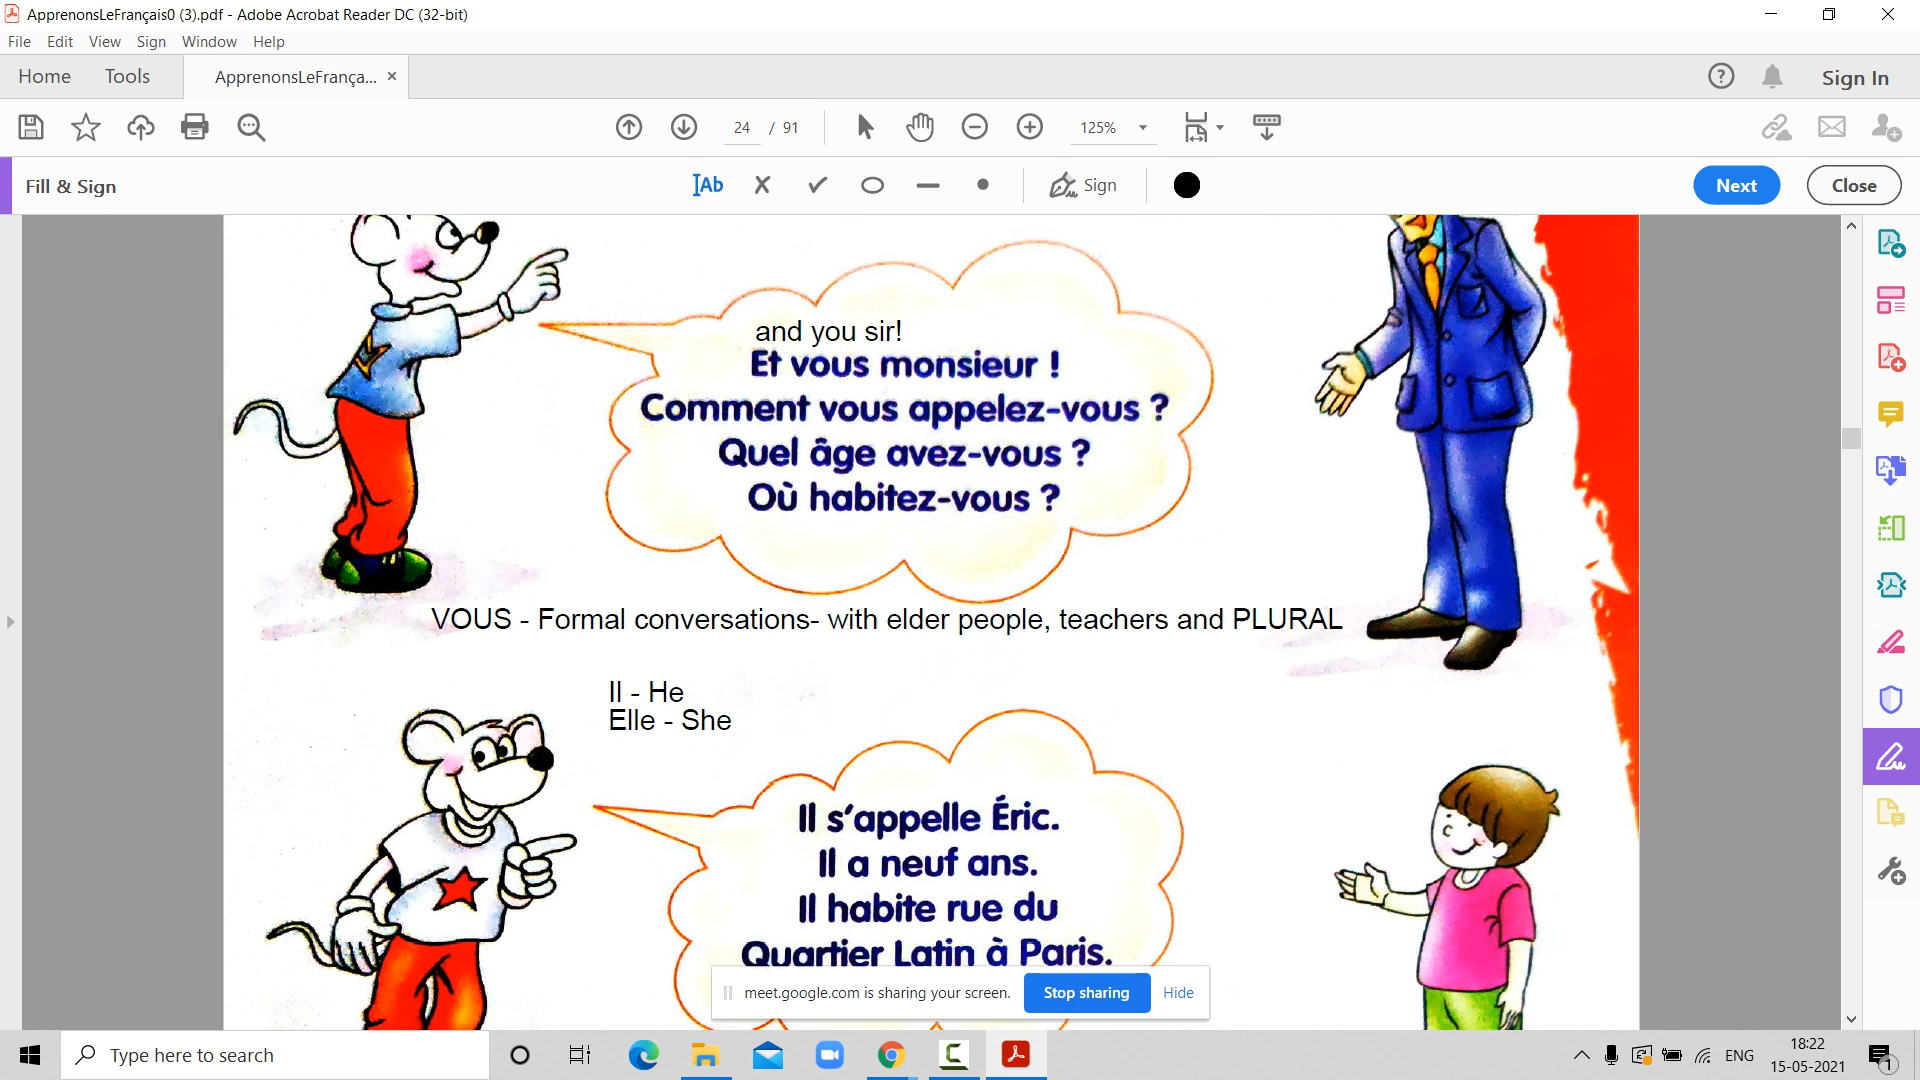 ApprenonsLeFrançais0 (3).pdf - Adobe Acrobat Reader DC (32-bit)
File Edit View Sign Window Help
Home Tools ApprenonsLeFrança... × Sign In
24 / 91 125%
Fill & Sign Ab Sign Next Close
and you sir!
Et vous monsieur !
Comment vous appelez-vous ?
Quel âge avez-vous ?
Où habitez-vous ?
VOUS - Formal conversations- with elder people, teachers and PLURAL
Il - He
Elle - She
Il s'appelle Éric.
Il a neuf ans.
Il habite rue du
Quartier Latin à Paris.
meet.google.com is sharing your screen. Stop sharing Hide
Type here to search
ENG
18:22
15-05-2021
1